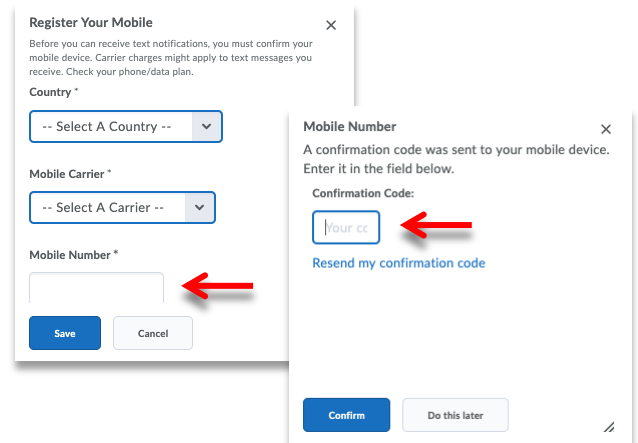 Register Your Mobile
Before you can receive text notifications, you must confirm your
mobile device. Carrier charges might apply to text messages you
receive. Check your phone/data plan.
Country *
-- Select A Country --
Mobile Carrier *
-- Select A Carrier --
Mobile Number *
Save
Cancel
Mobile Number
A confirmation code was sent to your mobile device.
Enter it in the field below.
Confirmation Code:
Your cc
Resend my confirmation code
Confirm
Do this later